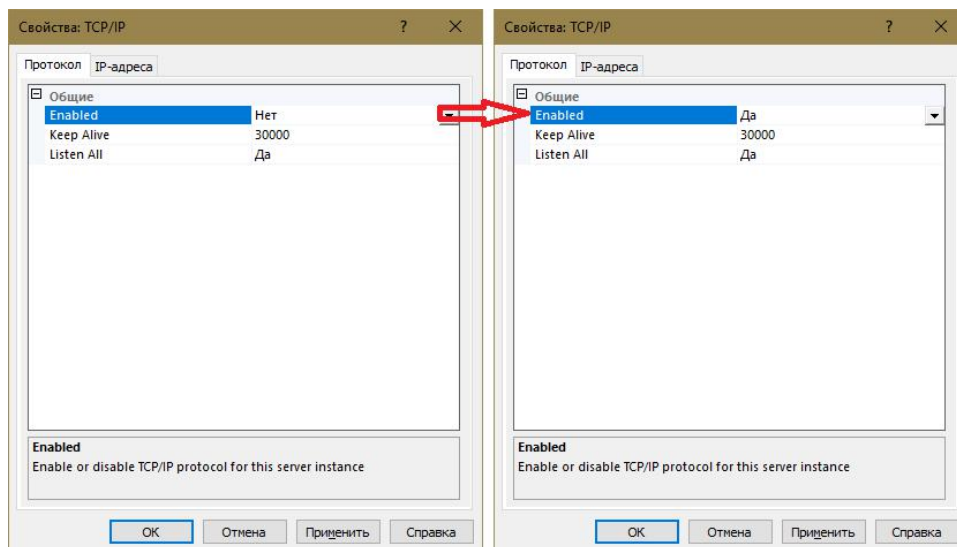 Свойства: TCP/IP ? ×
Протокол IP-адреса
Общие
Enabled Нет
Keep Alive 30000
Listen All Да
Enabled
Enable or disable TCP/IP protocol for this server instance
OK Отмена Применить Справка
Свойства: TCP/IP ? ×
Протокол IP-адреса
Общие
Enabled Да
Keep Alive 30000
Listen All Да
Enabled
Enable or disable TCP/IP protocol for this server instance
OK Отмена Применить Справка